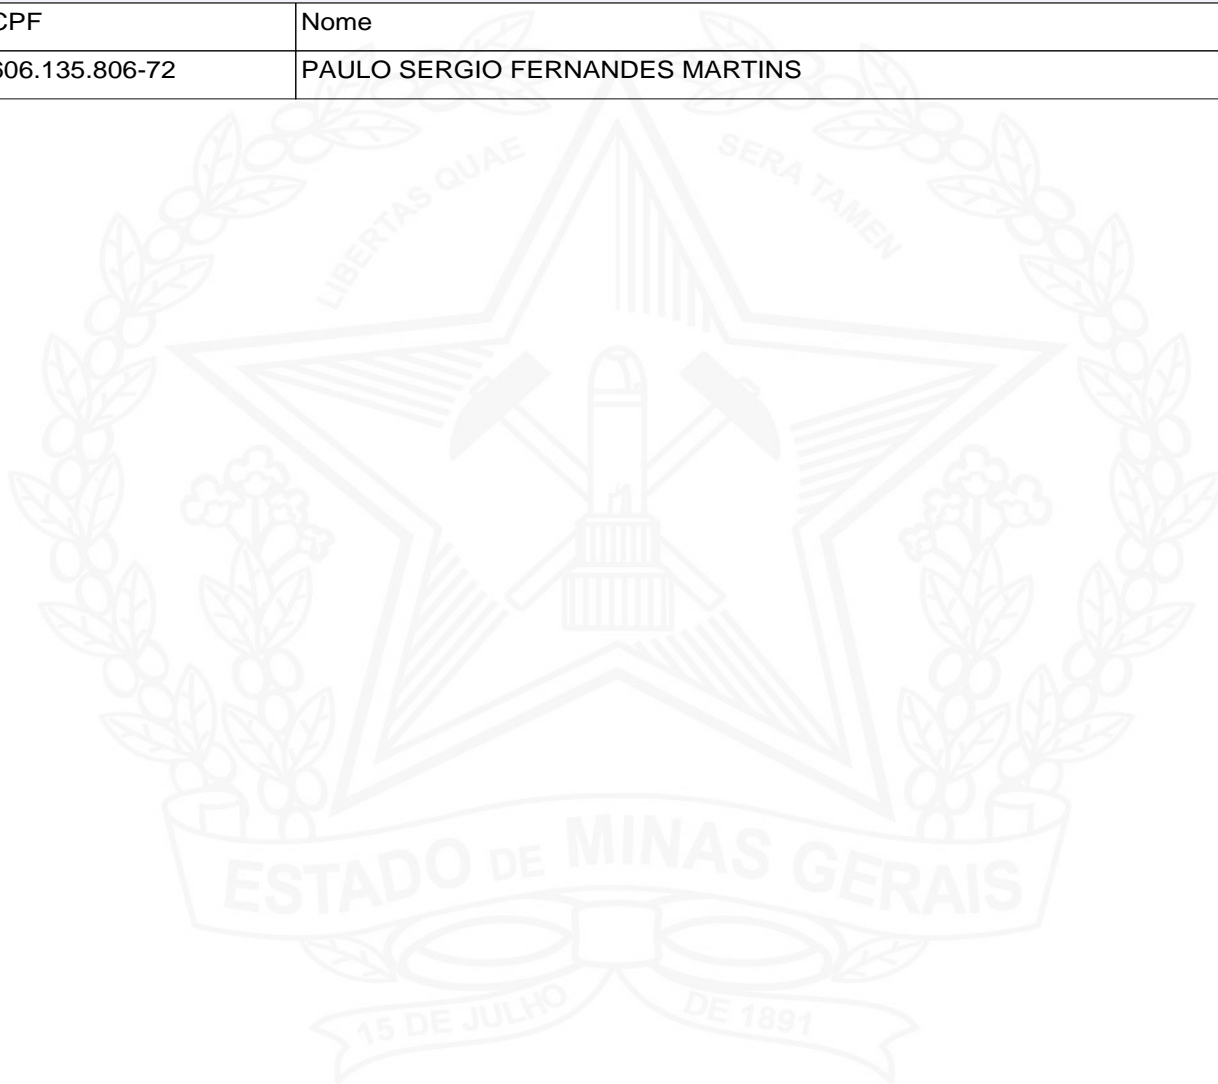 CPF Nome
606.135.806-72 PAULO SERGIO FERNANDES MARTINS
LIBERTAS QUAE SERA TAMEN
ESTADO DE MINAS GERAIS
15 DE JULHO DE 1891